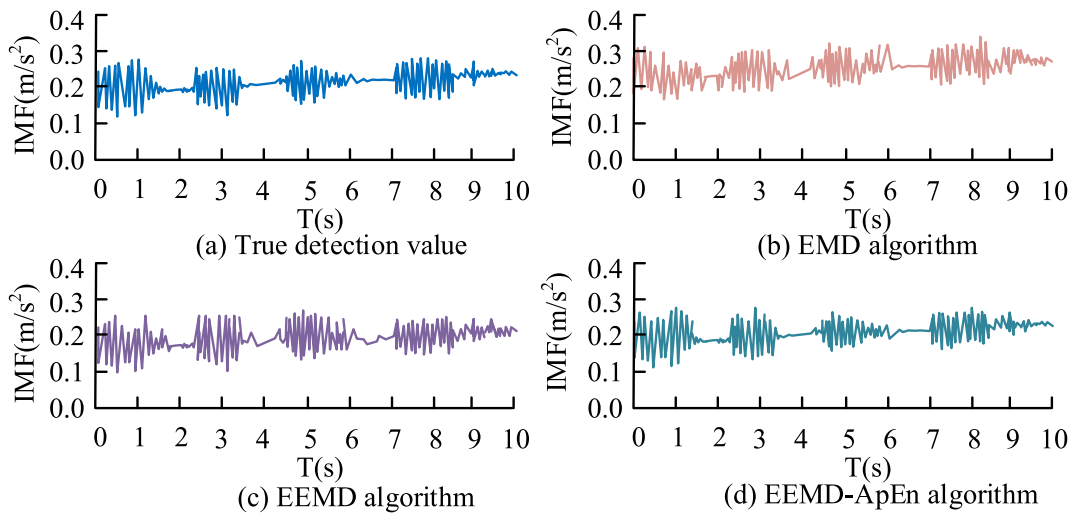 0.4
0.3
0.2
0.1
0.0
IMF(m/s²)
0 1 2 3 4 5 6 7 8 9 10
T(s)
(a) True detection value
0.4
0.3
0.2
0.1
0.0
IMF(m/s²)
0 1 2 3 4 5 6 7 8 9 10
T(s)
(b) EMD algorithm
0.4
0.3
0.2
0.1
0.0
IMF(m/s²)
0 1 2 3 4 5 6 7 8 9 10
T(s)
(c) EEMD algorithm
0.4
0.3
0.2
0.1
0.0
IMF(m/s²)
0 1 2 3 4 5 6 7 8 9 10
T(s)
(d) EEMD-ApEn algorithm